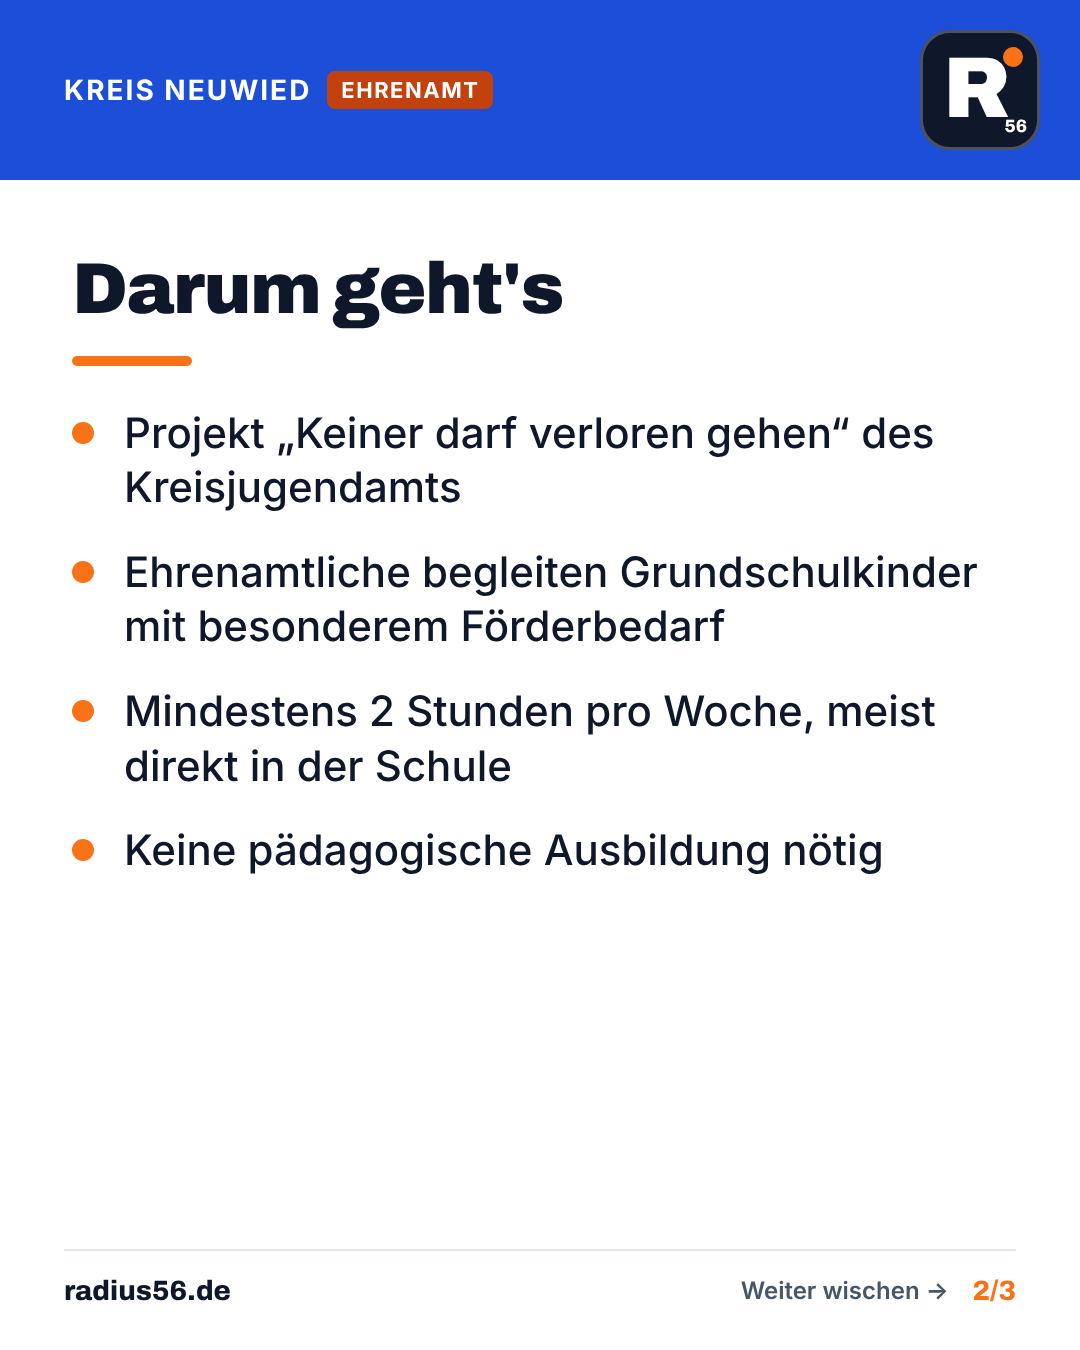 KREIS NEUWIED EHRENAMT
R
56
Darum geht's
Projekt „Keiner darf verloren gehen“ des
Kreisjugendamts
Ehrenamtliche begleiten Grundschulkinder
mit besonderem Förderbedarf
Mindestens 2 Stunden pro Woche, meist
direkt in der Schule
Keine pädagogische Ausbildung nötig
radius56.de
Weiter wischen → 2/3